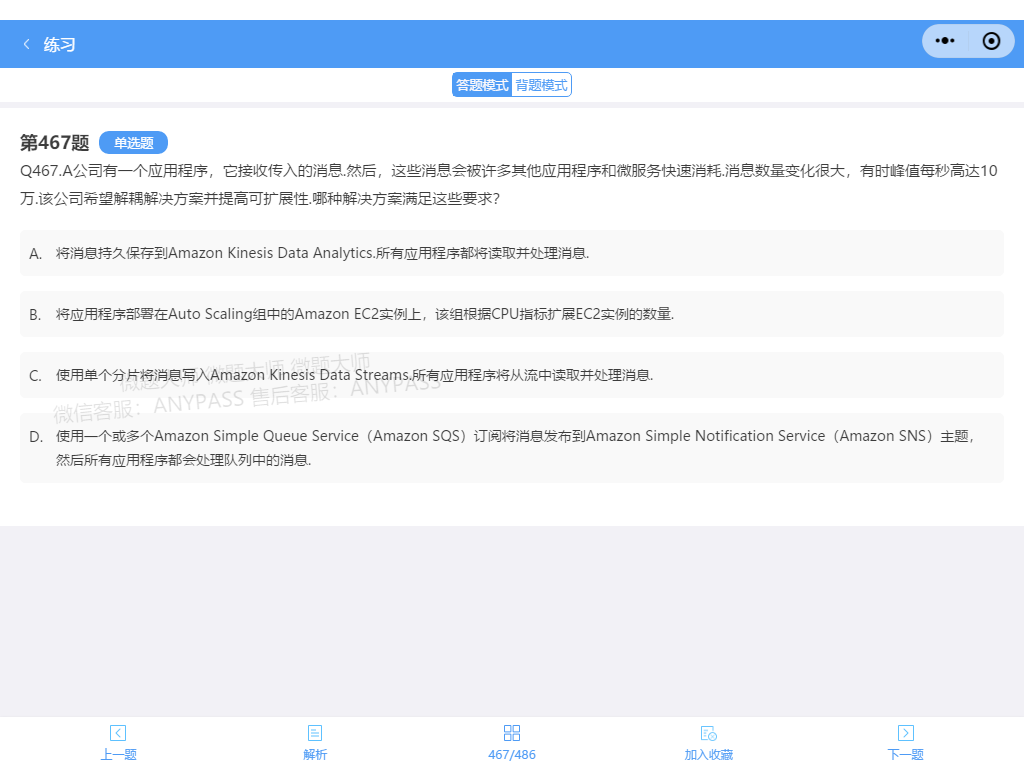 练习
答题模式 背题模式
第467题 单选题
Q467.A公司有一个应用程序，它接收传入的消息.然后，这些消息会被许多其他应用程序和微服务快速消耗.消息数量变化很大，有时峰值每秒高达10
万.该公司希望解耦解决方案并提高可扩展性.哪种解决方案满足这些要求?
A. 将消息持久保存到Amazon Kinesis Data Analytics.所有应用程序都将读取并处理消息.
B. 将应用程序部署在Auto Scaling组中的Amazon EC2实例上，该组根据CPU指标扩展EC2实例的数量.
微题大师 微题大师 微题大师
C. 使用单个分片将消息写入Amazon Kinesis Data Streams.所有应用程序将从流中读取并处理消息.
微信客服：ANYPASS 售后客服：ANYPASS
D. 使用一个或多个Amazon Simple Queue Service（Amazon SQS）订阅将消息发布到Amazon Simple Notification Service（Amazon SNS）主题，
然后所有应用程序都会处理队列中的消息.
上一题 解析 467/486 加入收藏 下一题